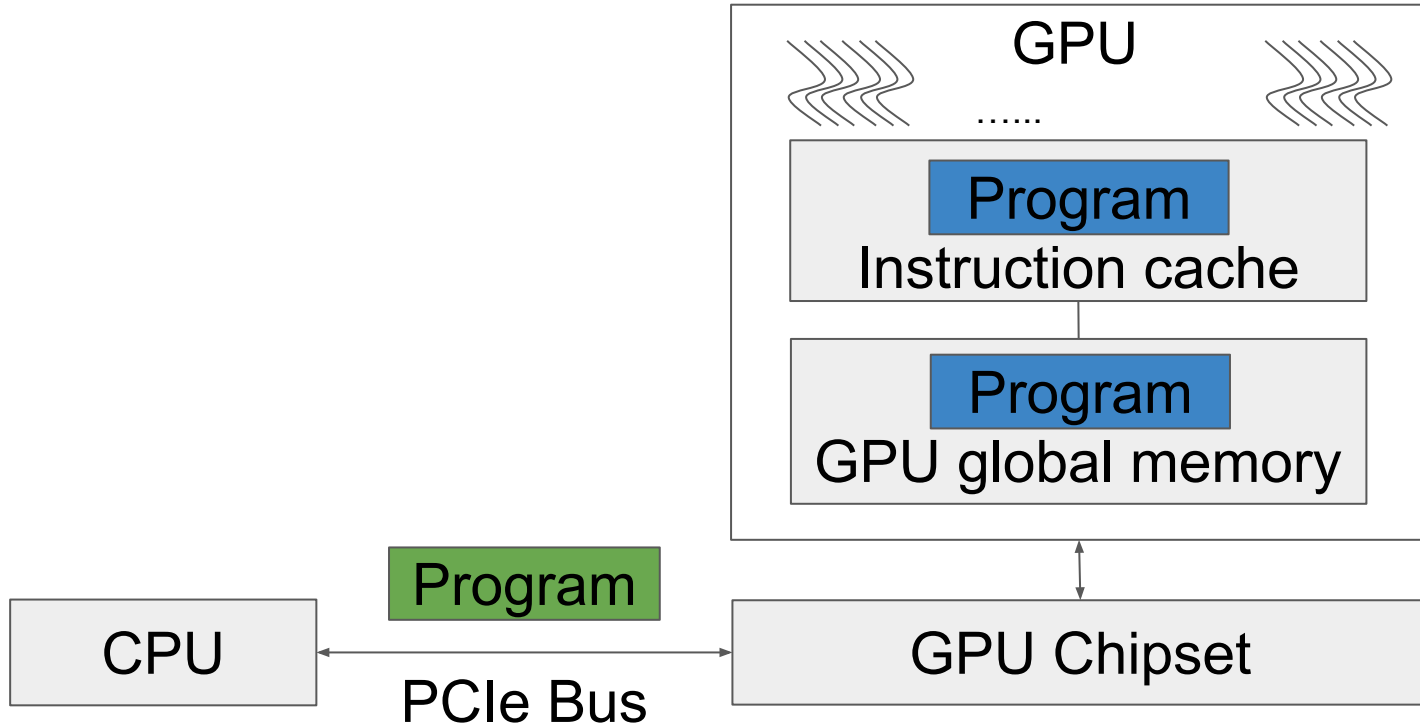 GPU
…...
Program
Instruction cache
Program
GPU global memory
Program
CPU
GPU Chipset
PCIe Bus